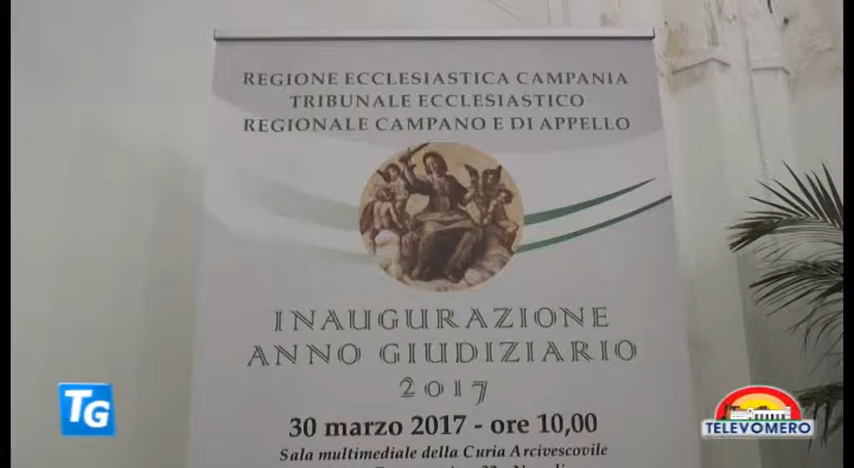 REGIONE ECCLESIASTICA CAMPANIA
TRIBUNALE ECCLESIASTICO
REGIONALE CAMPANO E DI APPELLO
INAUGURAZIONE
ANNO GIUDIZIARIO
2017
30 marzo 2017 - ore 10,00
Sala multimediale della Curia Arcivescovile
TG
TELEVOMERO